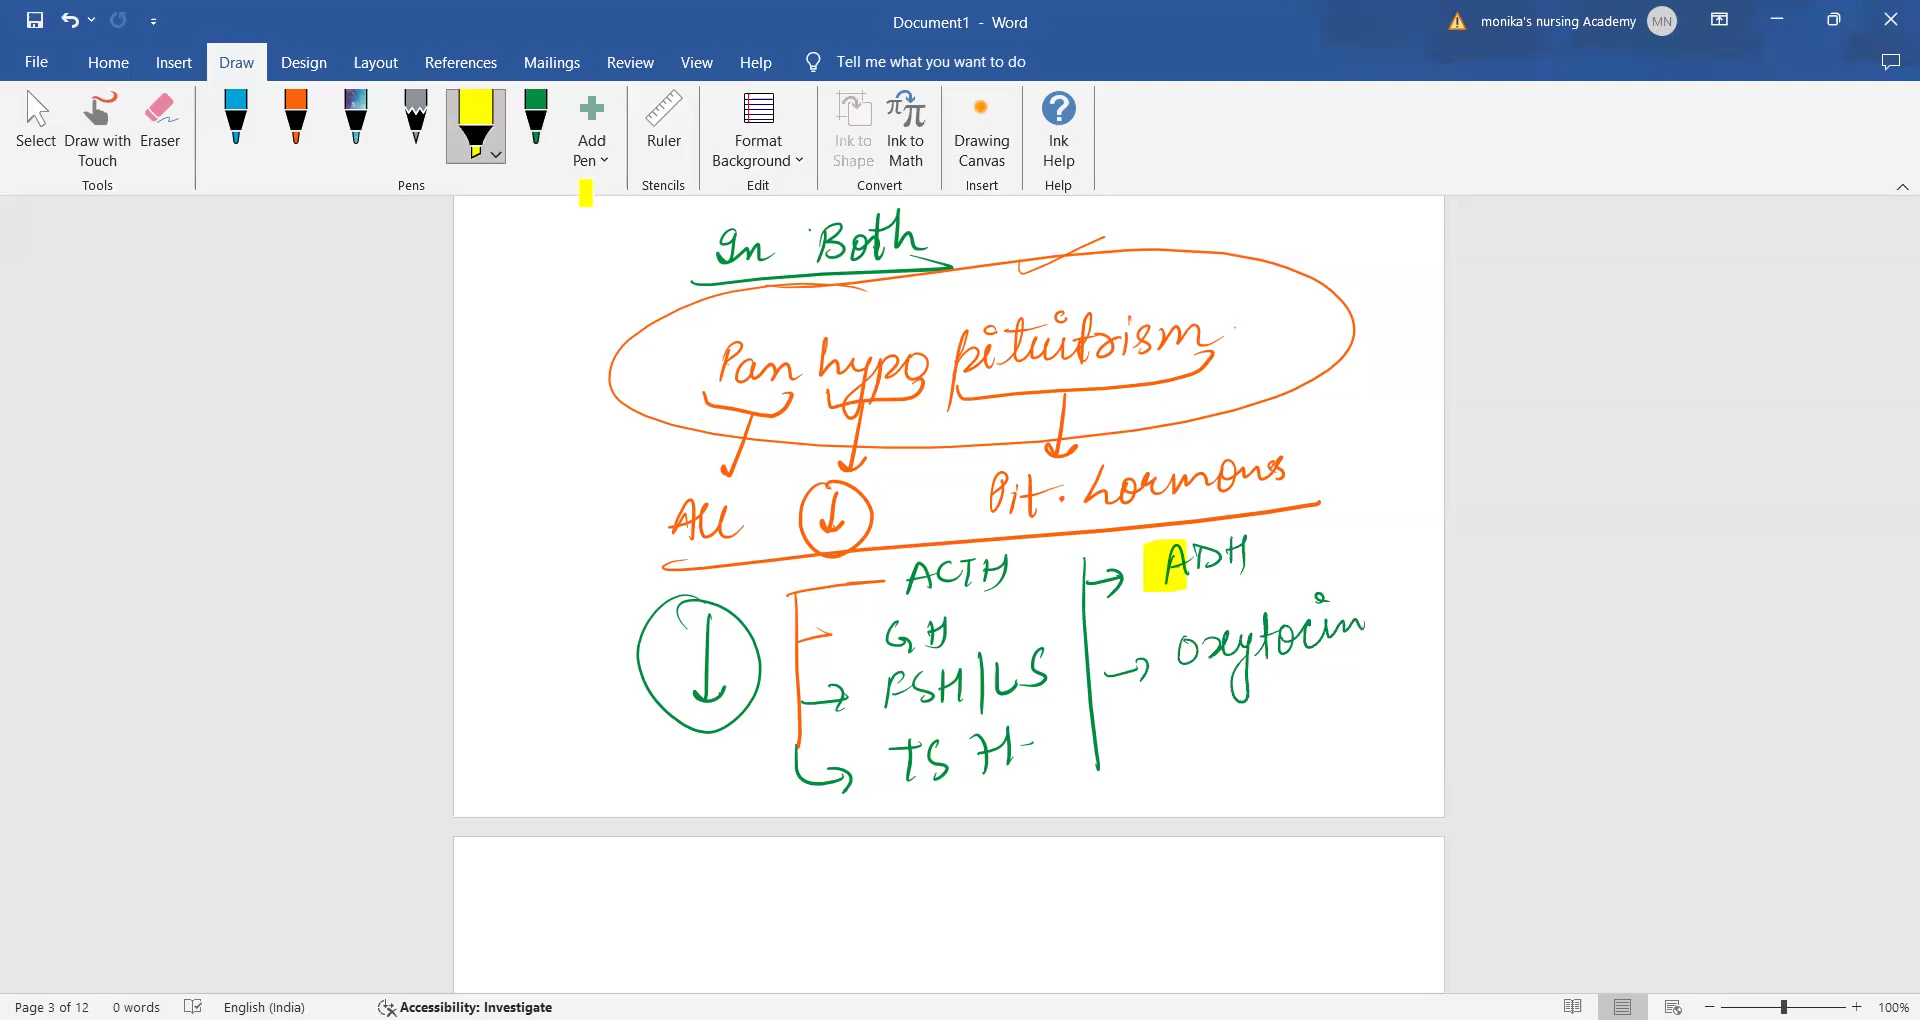 Document1 - Word
monika's nursing Academy MN
File Home Insert Draw Design Layout References Mailings Review View Help Tell me what you want to do
Select Draw with Touch Eraser Add Pen Ruler Format Background Ink to Shape Ink to Math Drawing Canvas Ink Help
Tools Pens Stencils Edit Convert Insert Help
In Both
Pan hypo pituitrism
All ↓ Pit. hormons
ACTH → ADH
↓ GH
→ oxytocin
→ FSH|LS
→ TSH
Page 3 of 12 0 words English (India) Accessibility: Investigate 100%